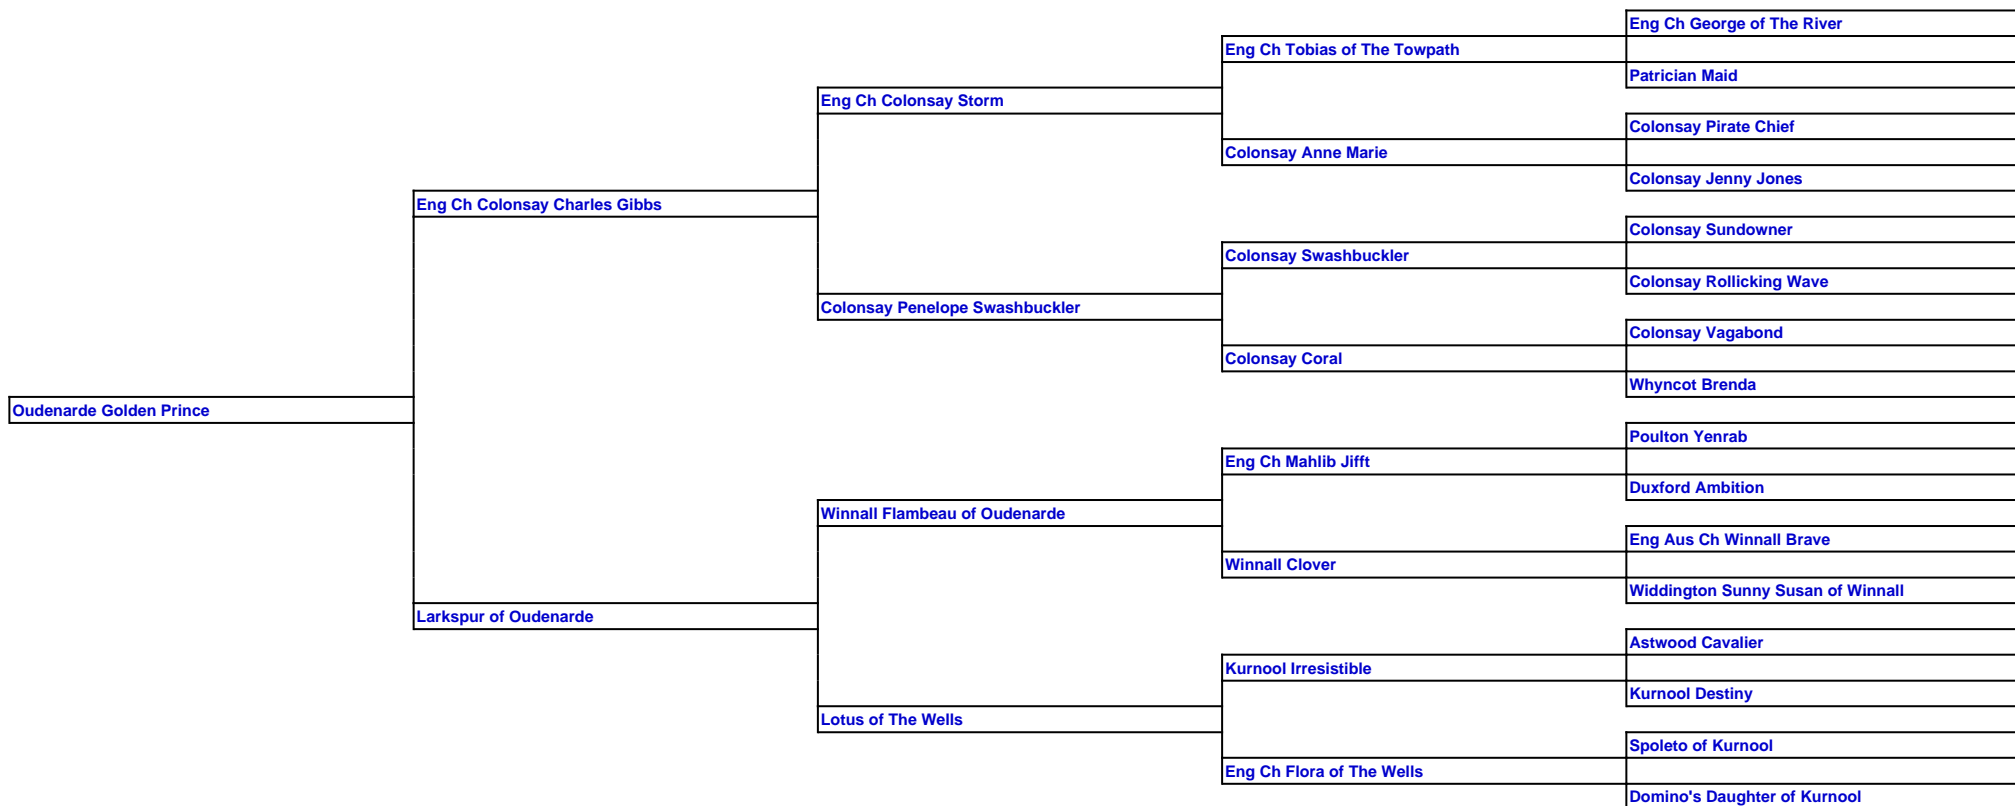 Eng Ch George of The River
Eng Ch Tobias of The Towpath
Patrician Maid
Eng Ch Colonsay Storm
Colonsay Pirate Chief
Colonsay Anne Marie
Colonsay Jenny Jones
Eng Ch Colonsay Charles Gibbs
Colonsay Sundowner
Colonsay Swashbuckler
Colonsay Rollicking Wave
Colonsay Penelope Swashbuckler
Colonsay Vagabond
Colonsay Coral
Whyncot Brenda
Oudenarde Golden Prince
Poulton Yenrab
Eng Ch Mahlib Jifft
Duxford Ambition
Winnall Flambeau of Oudenarde
Eng Aus Ch Winnall Brave
Winnall Clover
Widdington Sunny Susan of Winnall
Larkspur of Oudenarde
Astwood Cavalier
Kurnool Irresistible
Kurnool Destiny
Lotus of The Wells
Spoleto of Kurnool
Eng Ch Flora of The Wells
Domino's Daughter of Kurnool